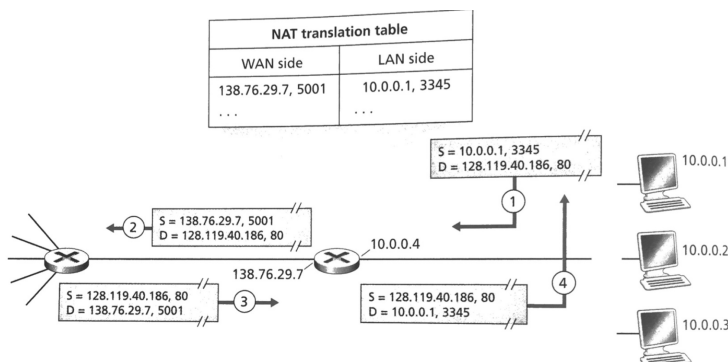 NAT translation table
WAN side LAN side
138.76.29.7, 5001 10.0.0.1, 3345
. . . . . .
S = 10.0.0.1, 3345
D = 128.119.40.186, 80
10.0.0.1
1
2
S = 138.76.29.7, 5001
D = 128.119.40.186, 80
10.0.0.4
10.0.0.2
138.76.29.7
4
S = 128.119.40.186, 80
D = 138.76.29.7, 5001
3
S = 128.119.40.186, 80
D = 10.0.0.1, 3345
10.0.0.3